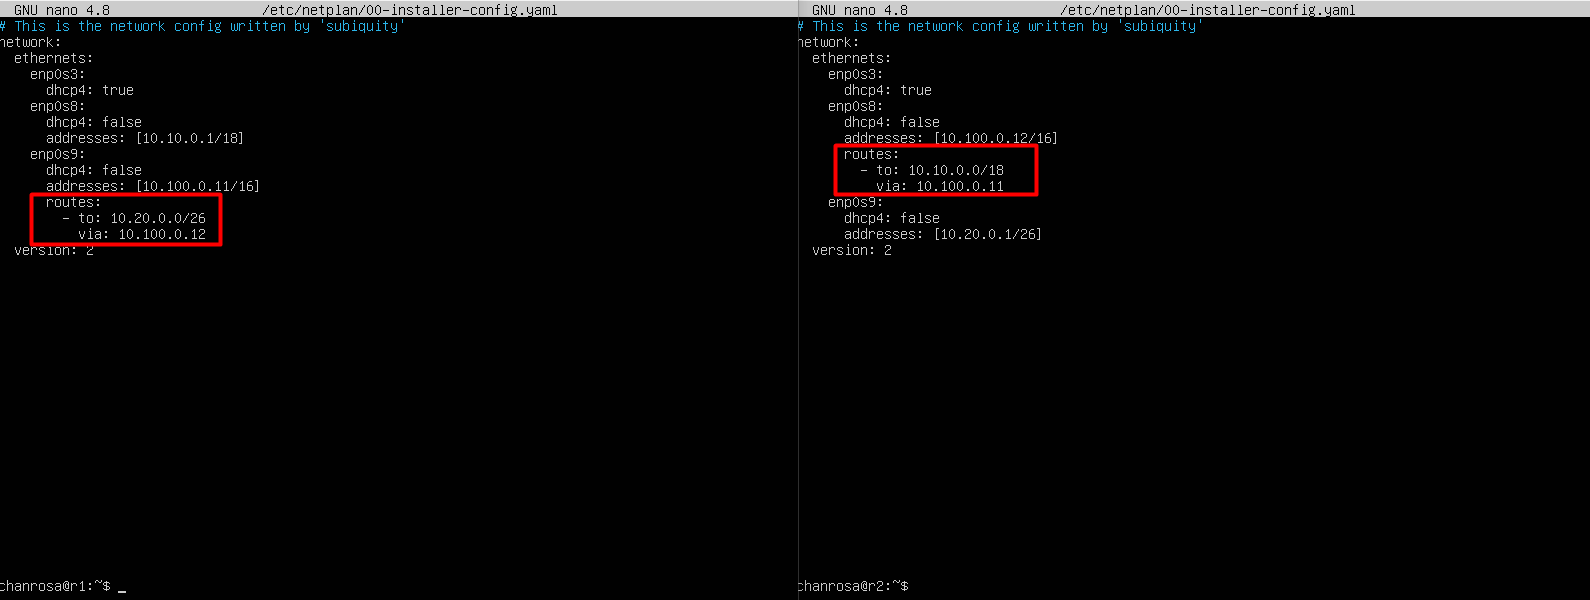 GNU nano 4.8 /etc/netplan/00-installer-config.yaml
# This is the network config written by 'subiquity'
network:
  ethernets:
    enp0s3:
      dhcp4: true
    enp0s8:
      dhcp4: false
      addresses: [10.10.0.1/18]
    enp0s9:
      dhcp4: false
      addresses: [10.100.0.11/16]
      routes:
        - to: 10.20.0.0/26
          via: 10.100.0.12
  version: 2
chanrosa@r1:~$ _
GNU nano 4.8 /etc/netplan/00-installer-config.yaml
# This is the network config written by 'subiquity'
network:
  ethernets:
    enp0s3:
      dhcp4: true
    enp0s8:
      dhcp4: false
      addresses: [10.100.0.12/16]
      routes:
        - to: 10.10.0.0/18
          via: 10.100.0.11
    enp0s9:
      dhcp4: false
      addresses: [10.20.0.1/26]
  version: 2
chanrosa@r2:~$